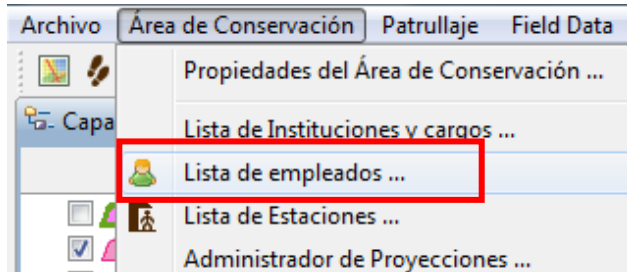 Archivo Área de Conservación Patrullaje Field Data
Propiedades del Área de Conservación ...
Capa
Lista de Instituciones y cargos ...
Lista de empleados ...
Lista de Estaciones ...
Administrador de Proyecciones ...